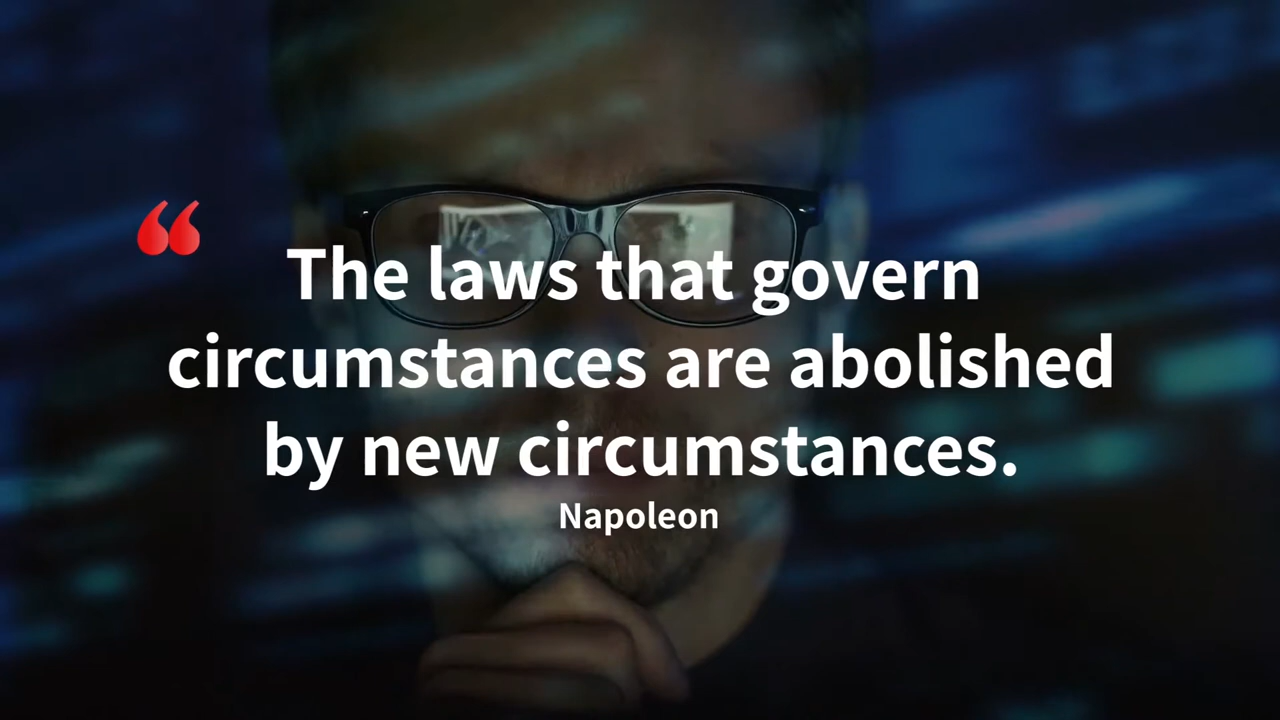 “
The laws that govern
circumstances are abolished
by new circumstances.
Napoleon